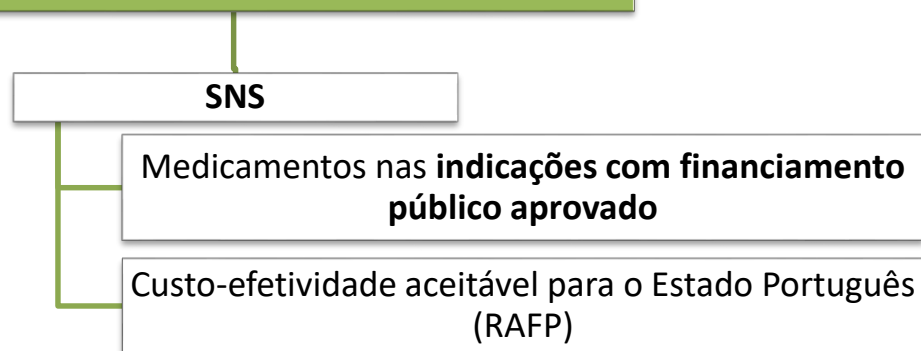 SNS
Medicamentos nas indicações com financiamento
público aprovado
Custo-efetividade aceitável para o Estado Português
(RAFP)